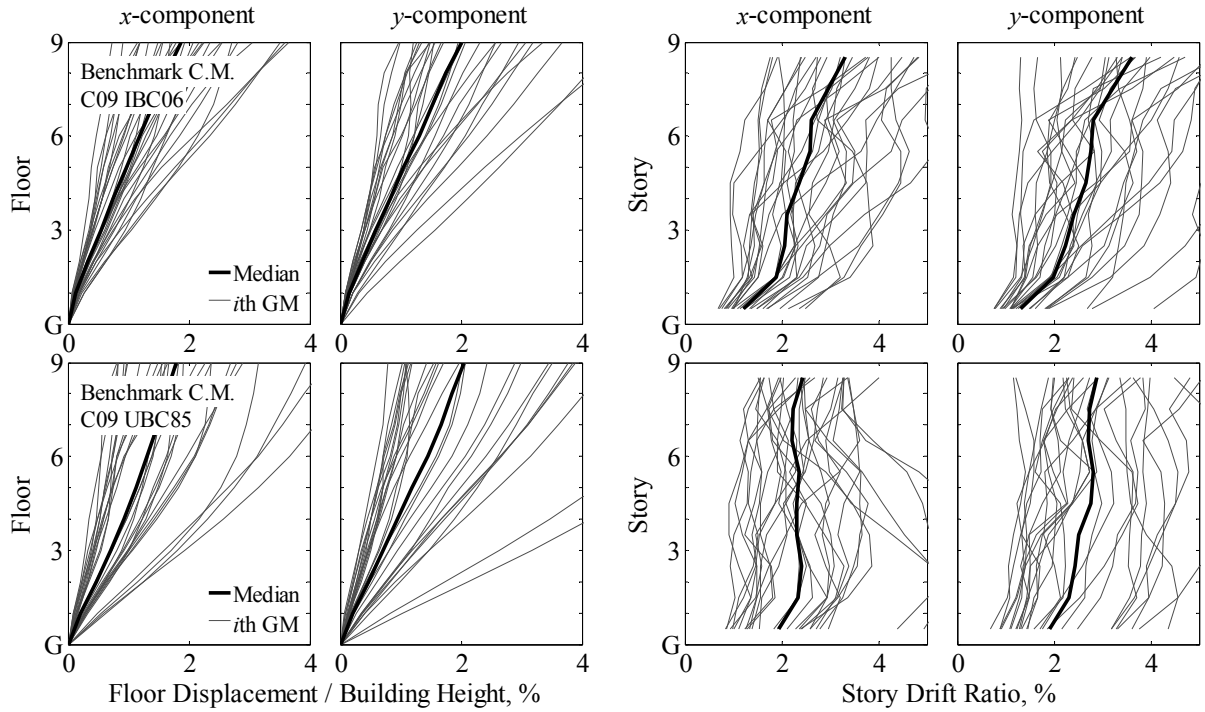 x-component
y-component
x-component
y-component
9
6
3
G
Floor
Benchmark C.M.
C09 IBC06
Median
ith GM
0
2
4
0
2
4
9
6
3
G
Story
0
2
4
0
2
4
9
6
3
G
Floor
Benchmark C.M.
C09 UBC85
Median
ith GM
0
2
4
0
2
4
Floor Displacement / Building Height, %
9
6
3
G
Story
0
2
4
0
2
4
Story Drift Ratio, %